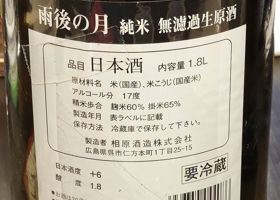 雨後の月 純米 無濾過生原酒
品目 日本酒 内容量 1.8L
原材料名 米(国産)、米こうじ(国産米)
アルコール分 17度
精米歩合 麹米60% 掛米65%
製造年月 表ラベルに記載
保存方法 冷蔵庫で保存して下さい。
製造者 相原酒造株式会社
広島県呉市仁方本町1丁目25-15
日本酒度 +6
酸度 1.8
要冷蔵